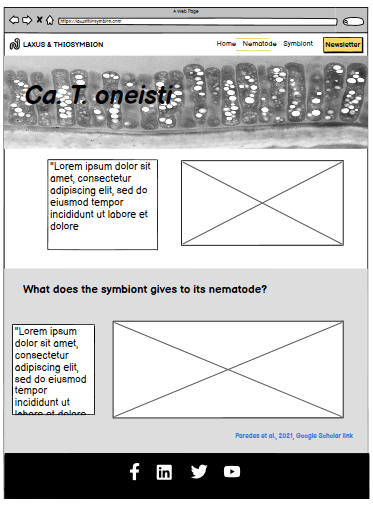 A Web Page
https://laxusthiosymbion.com
LAXUS & THIOSYMBION
Home Nematode Symbiont Newsletter
Ca. T. oneisti
"Lorem ipsum dolor sit
amet, consectetur
adipiscing elit, sed do
eiusmod tempor
incididunt ut labore et
dolore
What does the symbiont gives to its nematode?
"Lorem ipsum
dolor sit amet,
consectetur
adipiscing elit,
sed do eiusmod
tempor
incididunt ut
labore et dolore
Paredes et al., 2021, Google Scholar link